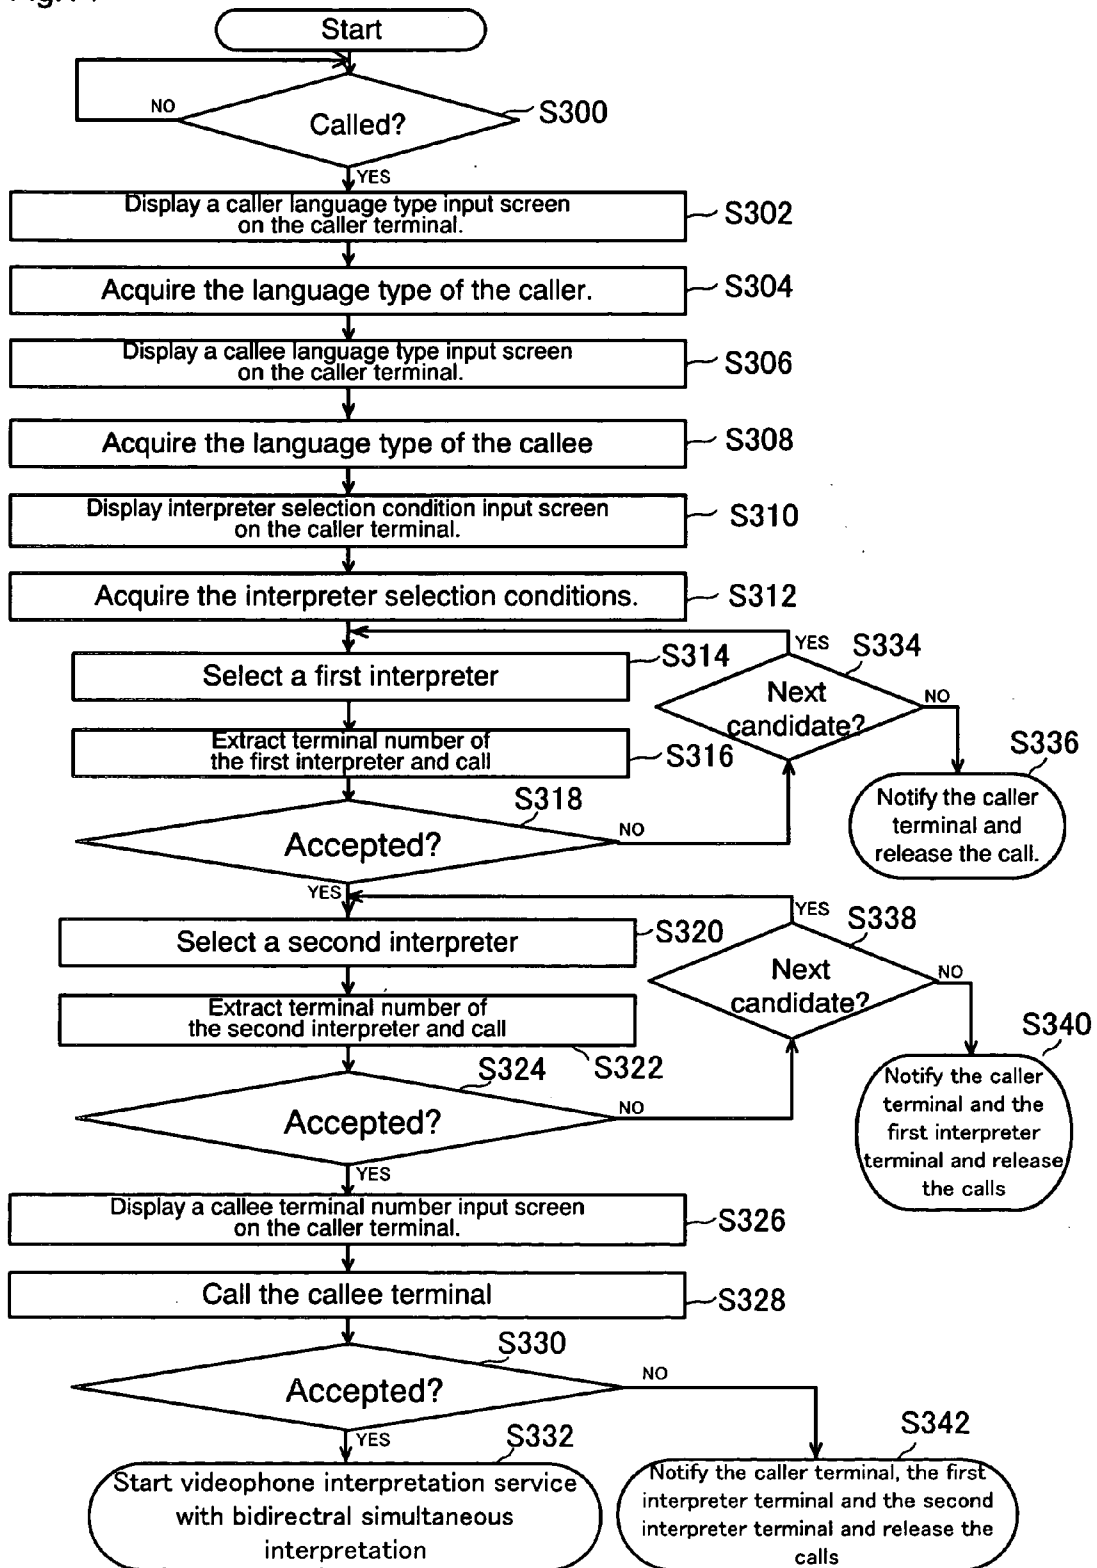 Start
NO
Called?
S300
YES
Display a caller language type input screen
on the caller terminal.
S302
Acquire the language type of the caller.
S304
Display a callee language type input screen
on the caller terminal.
S306
Acquire the language type of the callee
S308
Display interpreter selection condition input screen
on the caller terminal.
S310
Acquire the interpreter selection conditions.
S312
YES
S334
Select a first interpreter
S314
Next
candidate?
NO
Extract terminal number of
the first interpreter and call
S316
S336
Notify the caller
terminal and
release the call.
S318
Accepted?
NO
YES
YES
S338
Select a second interpreter
S320
Next
candidate?
NO
Extract terminal number of
the second interpreter and call
S322
S340
Notify the caller
terminal and the
first interpreter
terminal and release
the calls
S324
Accepted?
NO
YES
Display a callee terminal number input screen
on the caller terminal.
S326
Call the callee terminal
S328
S330
Accepted?
NO
YES
S332
Start videophone interpretation service
with bidirectral simultaneous
interpretation
S342
Notify the caller terminal, the first
interpreter terminal and the second
interpreter terminal and release the
calls